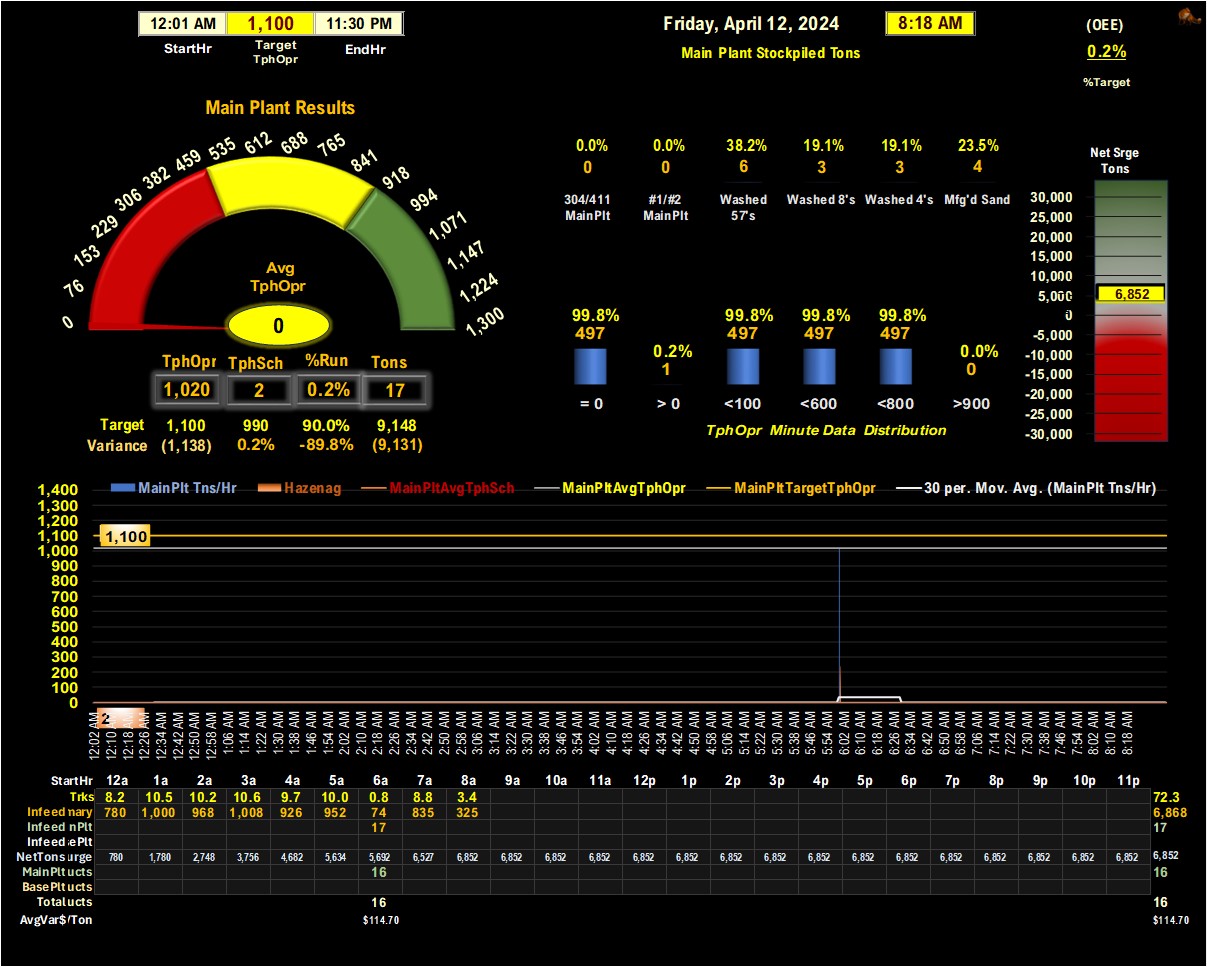 12:01 AM 1,100 11:30 PM
StartHr Target TphOpr EndHr
Friday, April 12, 2024 8:18 AM
Main Plant Stockpiled Tons
(OEE)
0.2%
%Target
Main Plant Results
0 76 153 229 306 382 459 535 612 688 765 841 918 994 1,071 1,147 1,224 1,300
Avg
TphOpr
0
TphOpr TphSch %Run Tons
1,020 2 0.2% 17
Target 1,100 990 90.0% 9,148
Variance (1,138) 0.2% -89.8% (9,131)
0.0% 0.0% 38.2% 19.1% 19.1% 23.5%
0 0 6 3 3 4
304/411 #1/#2 Washed Washed 8's Washed 4's Mfg'd Sand
MainPlt MainPlt 57's
99.8% 99.8% 99.8% 99.8%
497 497 497 497
0.2% 0.0%
1 0
= 0 > 0 <100 <600 <800 >900
TphOpr Minute Data Distribution
Net Srge
Tons
30,000
25,000
20,000
15,000
10,000
5,000
6,852
0
-5,000
-10,000
-15,000
-20,000
-25,000
-30,000
MainPlt Tns/Hr Hazenag MainPltAvgTphSch MainPltAvgTphOpr MainPltTargetTphOpr 30 per. Mov. Avg. (MainPlt Tns/Hr)
1,400
1,300
1,200
1,100
1,000
900
800
700
600
500
400
300
200
100
0
1,100
2
12:02 AM 12:10 AM 12:18 AM 12:26 AM 12:34 AM 12:42 AM 12:50 AM 12:58 AM 1:06 AM 1:14 AM 1:22 AM 1:30 AM 1:38 AM 1:46 AM 1:54 AM 2:02 AM 2:10 AM 2:18 AM 2:26 AM 2:34 AM 2:42 AM 2:50 AM 2:58 AM 3:06 AM 3:14 AM 3:22 AM 3:30 AM 3:38 AM 3:46 AM 3:54 AM 4:02 AM 4:10 AM 4:18 AM 4:26 AM 4:34 AM 4:42 AM 4:50 AM 4:58 AM 5:06 AM 5:14 AM 5:22 AM 5:30 AM 5:38 AM 5:46 AM 5:54 AM 6:02 AM 6:10 AM 6:18 AM 6:26 AM 6:34 AM 6:42 AM 6:50 AM 6:58 AM 7:06 AM 7:14 AM 7:22 AM 7:30 AM 7:38 AM 7:46 AM 7:54 AM 8:02 AM 8:10 AM 8:18 AM
StartHr 12a 1a 2a 3a 4a 5a 6a 7a 8a 9a 10a 11a 12p 1p 2p 3p 4p 5p 6p 7p 8p 9p 10p 11p
Trks 8.2 10.5 10.2 10.6 9.7 10.0 0.8 8.8 3.4 72.3
Infeed mary 780 1,000 968 1,008 926 952 74 835 325 6,868
Infeed nPlt 17 17
Infeed ePlt
NetTons urge 780 1,780 2,748 3,756 4,682 5,634 5,692 6,527 6,852 6,852 6,852 6,852 6,852 6,852 6,852 6,852 6,852 6,852 6,852 6,852 6,852 6,852 6,852 6,852 6,852
MainPlt ucts 16 16
BasePlt ucts
Total ucts 16 16
AvgVar$/Ton $114.70 $114.70